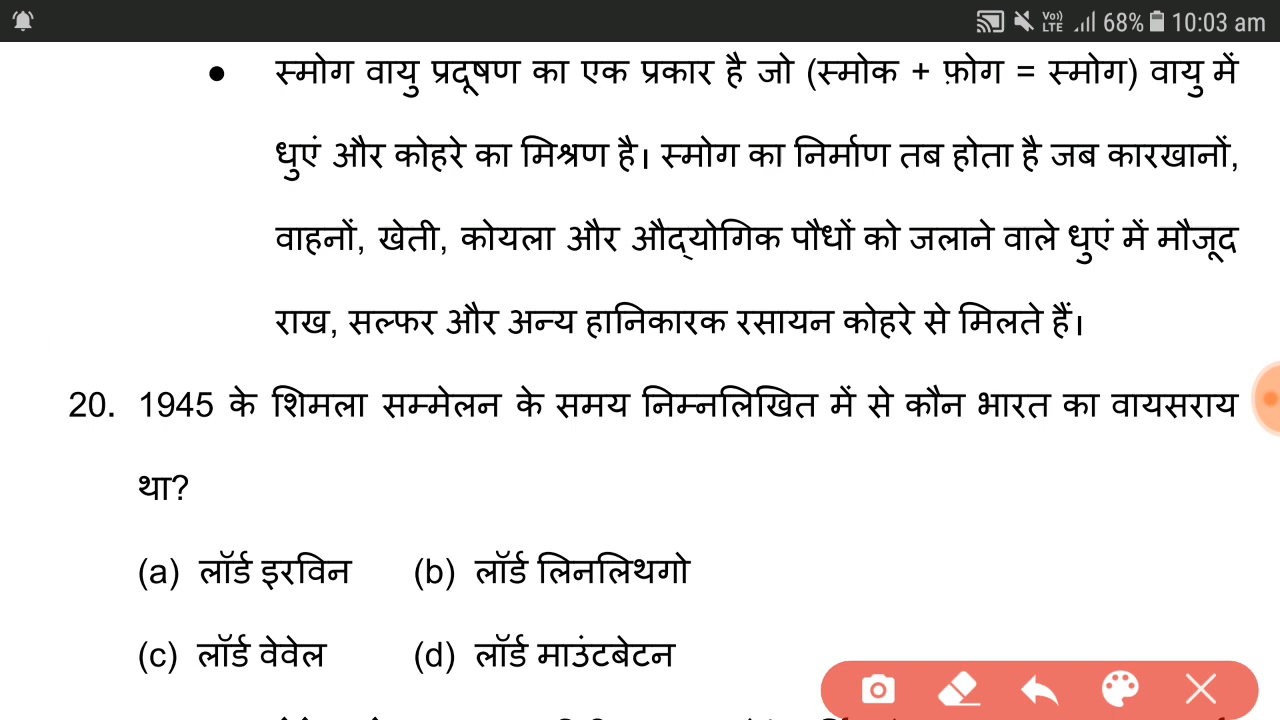 Vo)) LTE 68% 10:03 am
● स्मोग वायु प्रदूषण का एक प्रकार है जो (स्मोक + फ़ोग = स्मोग) वायु में
धुएं और कोहरे का मिश्रण है। स्मोग का निर्माण तब होता है जब कारखानों,
वाहनों, खेती, कोयला और औद्योगिक पौधों को जलाने वाले धुएं में मौजूद
राख, सल्फर और अन्य हानिकारक रसायन कोहरे से मिलते हैं।
20. 1945 के शिमला सम्मेलन के समय निम्नलिखित में से कौन भारत का वायसराय
था?
(a) लॉर्ड इरविन (b) लॉर्ड लिनलिथगो
(c) लॉर्ड वेवेल (d) लॉर्ड माउंटबेटन